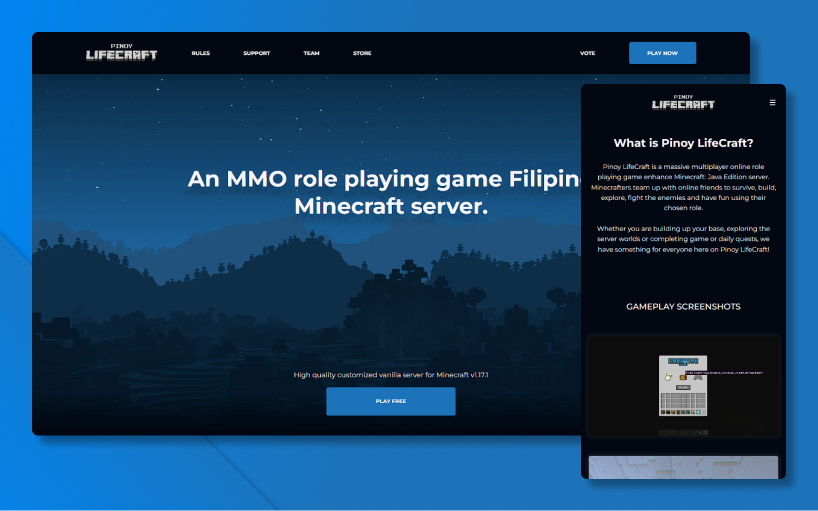 PINOY
LIFECRAFT
RULES
SUPPORT
TEAM
STORE
VOTE
PLAY NOW
An MMO role playing game Filipin
Minecraft server.
High quality customized vanilla server for Minecraft v1.17.1
PLAY FREE
PINOY
LIFECRAFT
What is Pinoy LifeCraft?
Pinoy LifeCraft is a massive multiplayer online role
playing game enhance Minecraft: Java Edition server.
Minecrafters team up with online friends to survive, build,
explore, fight the enemies and have fun using their
chosen role.
Whether you are building up your base, exploring the
server worlds or completing game or daily quests, we
have something for everyone here on Pinoy LifeCraft!
GAMEPLAY SCREENSHOTS